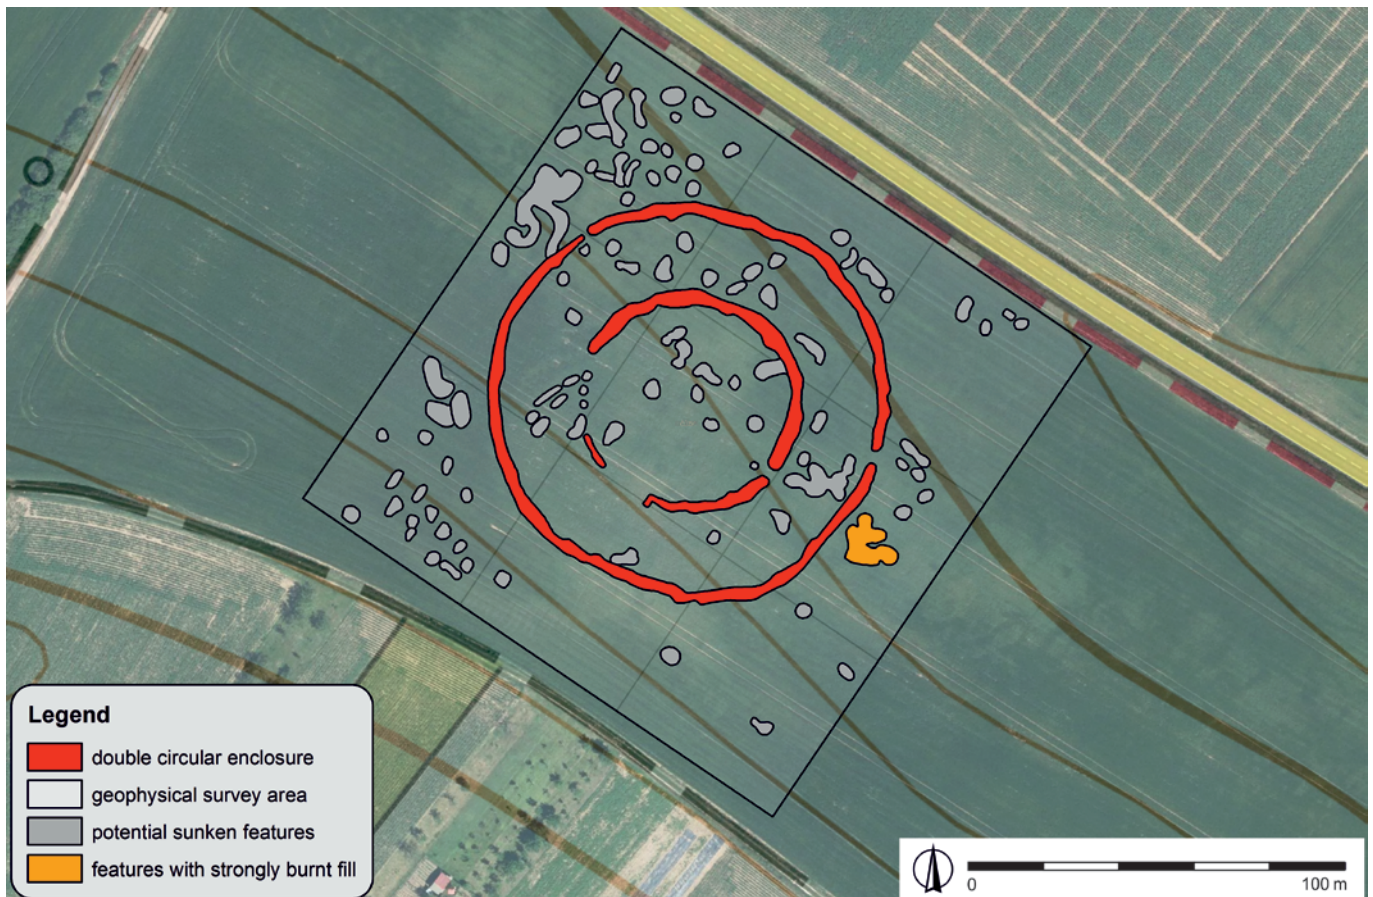 Legend
double circular enclosure
geophysical survey area
potential sunken features
features with strongly burnt fill
0 100 m